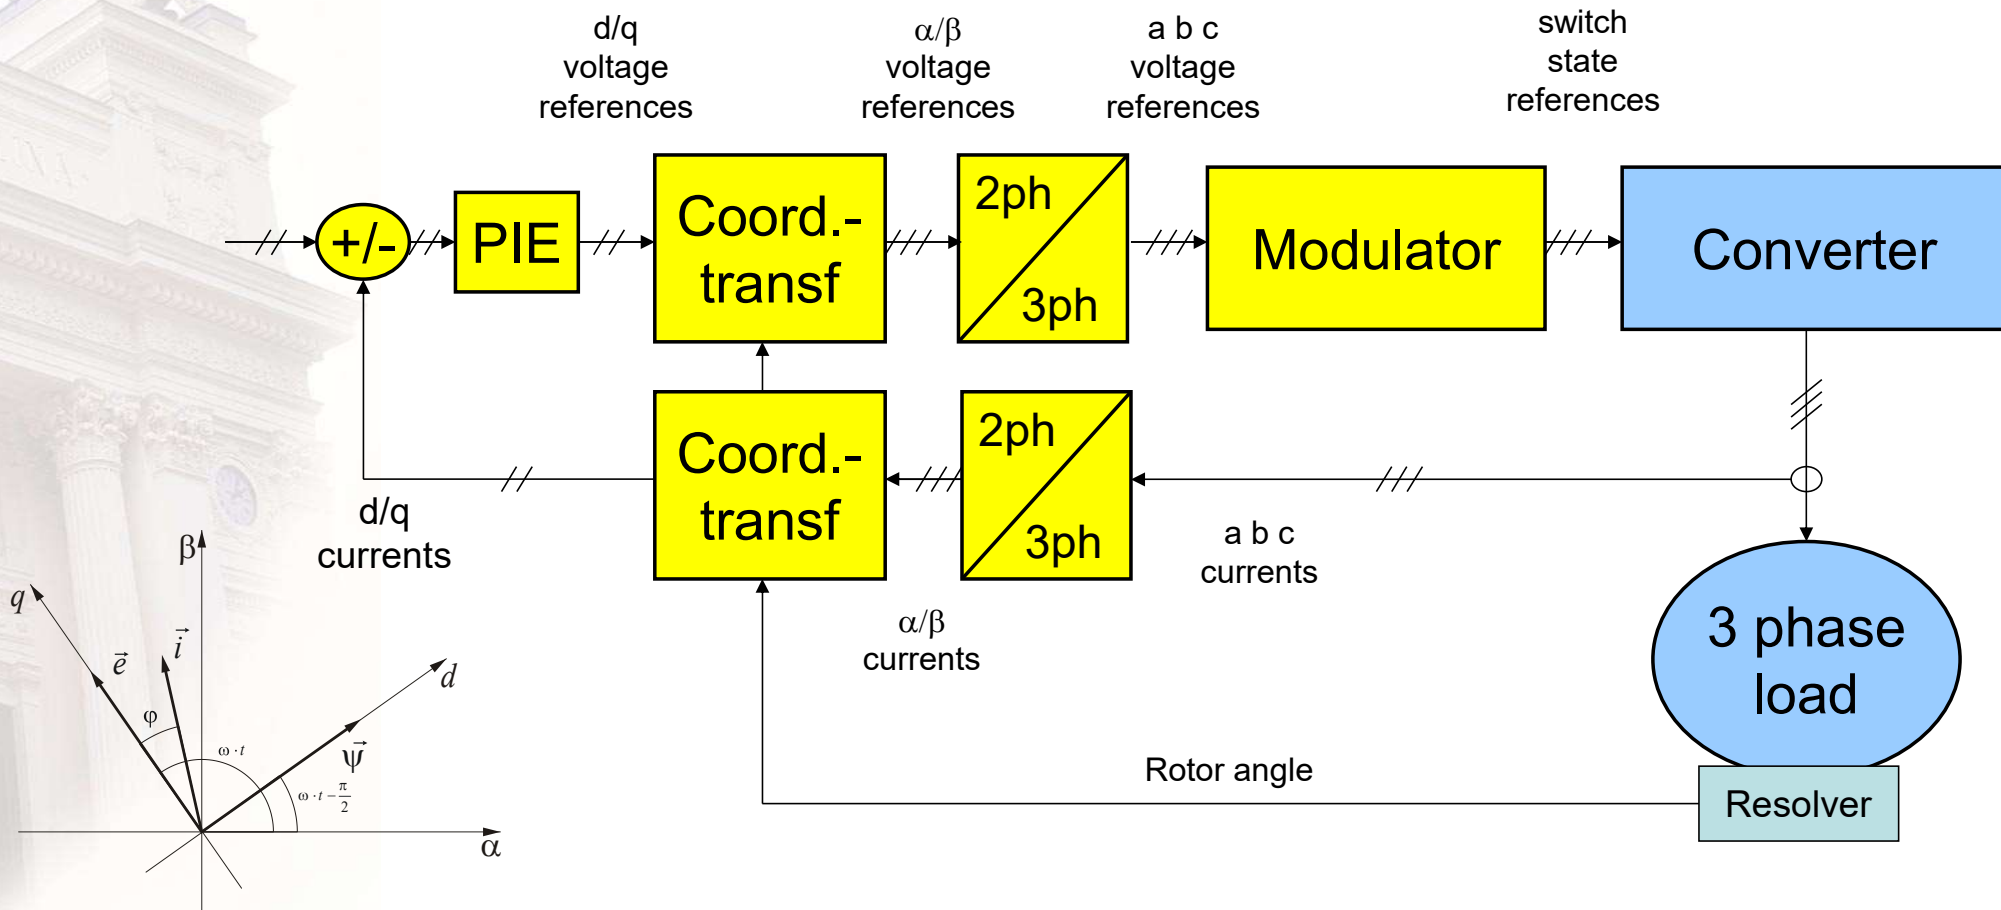 d/q
voltage
references
α/β
voltage
references
a b c
voltage
references
switch
state
references
+/-
PIE
Coord.-
transf
2ph
3ph
Modulator
Converter
Coord.-
transf
2ph
3ph
d/q
currents
α/β
currents
a b c
currents
3 phase
load
Rotor angle
Resolver
β
q
e⃗
i⃗
d
φ
ω · t
ψ⃗
ω · t − π/2
α